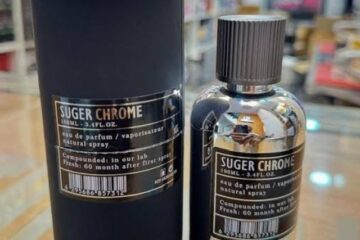 SUGER CHROME
100ML - 3.4FL.OZ.
eau de parfum / vaporisateur
natural spray
Compounded: in our lab
Fresh: 60 month after first spray
SUGER CHROME
100ML - 3.4FL.OZ.
eau de parfum / vaporisateur
natural spray
Compounded: in our lab
Fresh: 60 month after first spray